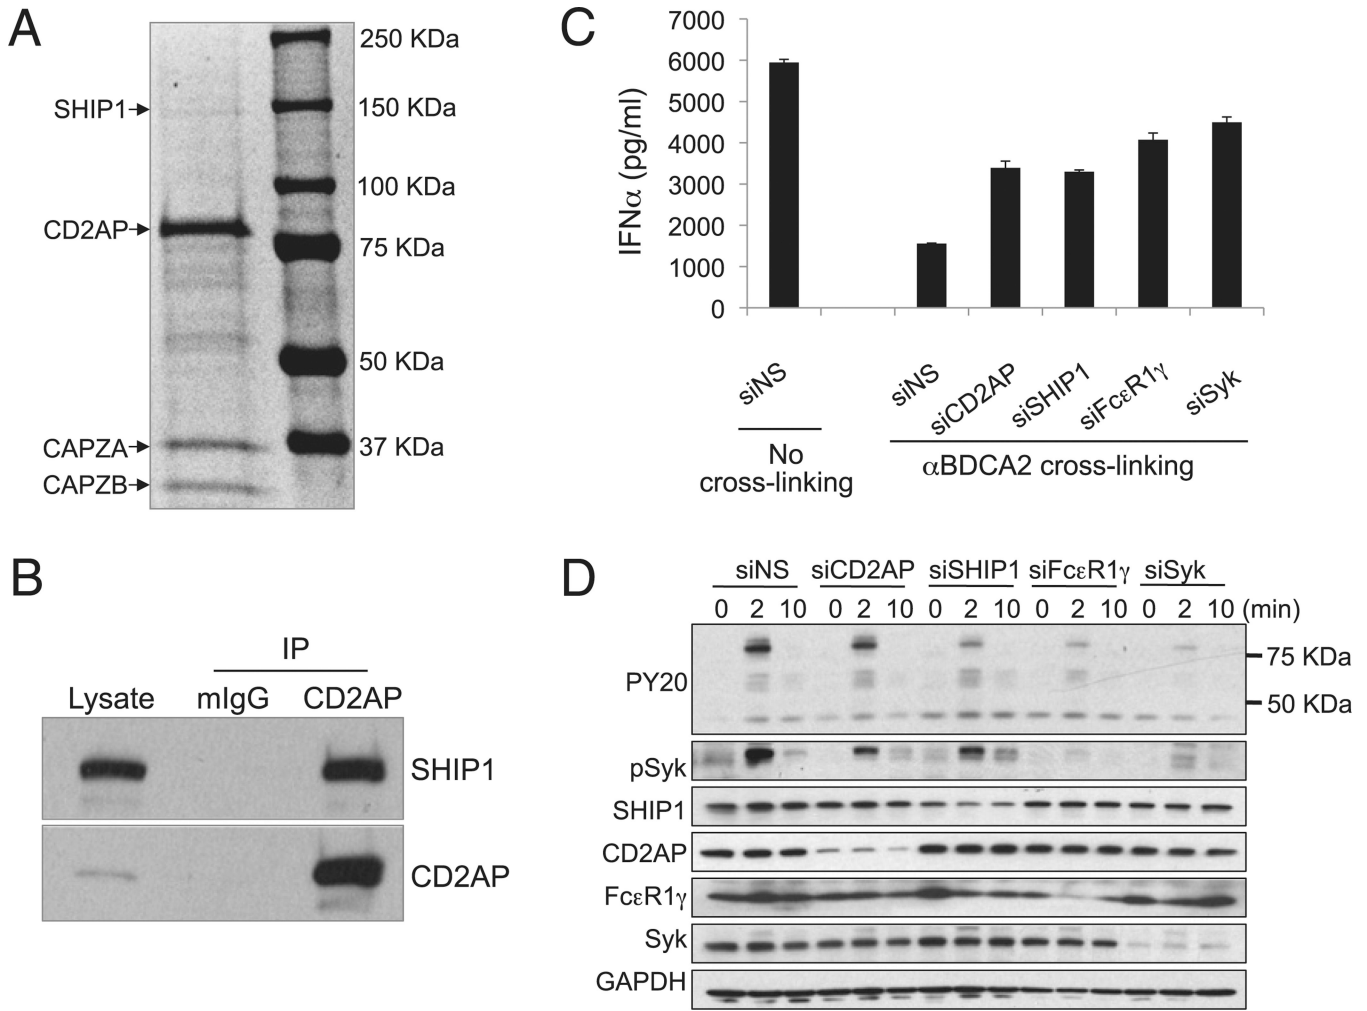 A
250 KDa
SHIP1
150 KDa
100 KDa
CD2AP
75 KDa
50 KDa
CAPZA
37 KDa
CAPZB
B
IP
Lysate mIgG CD2AP
SHIP1
CD2AP
C
IFNα (pg/ml)
7000
6000
5000
4000
3000
2000
1000
0
siNS
siNS
siCD2AP
siSHIP1
siFcεR1γ
siSyk
No
cross-linking
αBDCA2 cross-linking
D
siNS siCD2AP siSHIP1 siFcεR1γ siSyk
0 2 10 0 2 10 0 2 10 0 2 10 0 2 10 (min)
PY20
75 KDa
50 KDa
pSyk
SHIP1
CD2AP
FcεR1γ
Syk
GAPDH